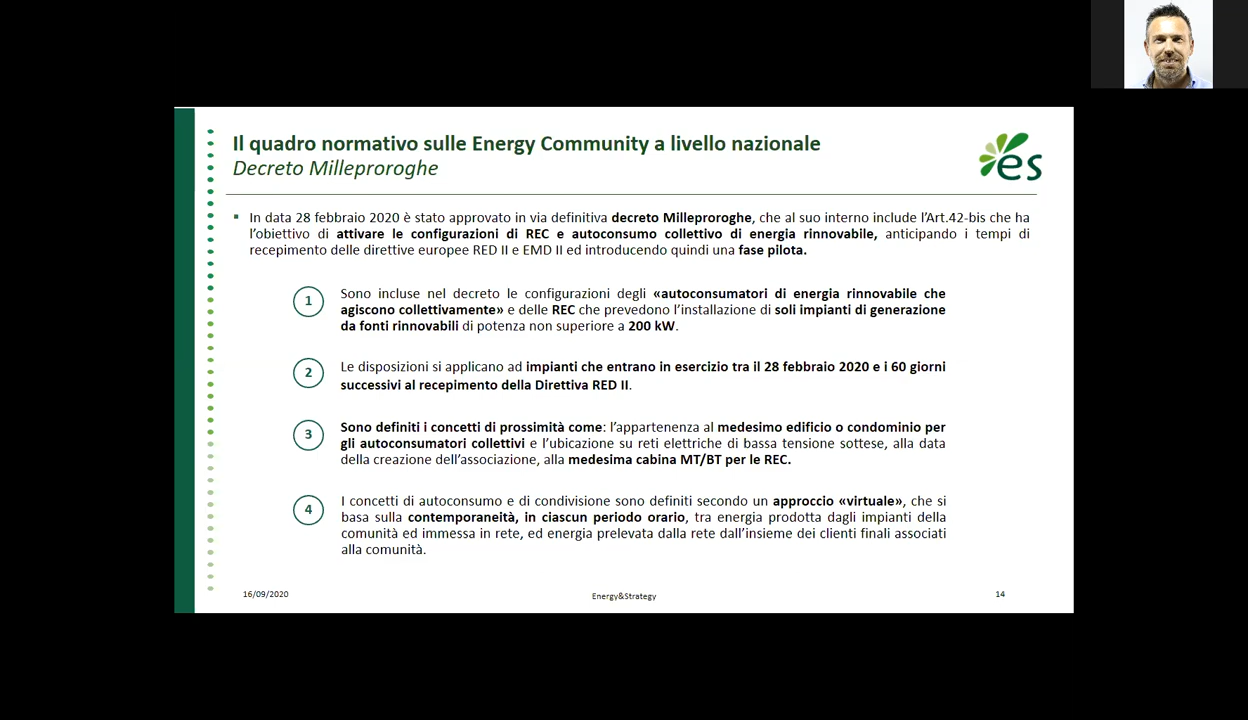 Il quadro normativo sulle Energy Community a livello nazionale
Decreto Milleproroghe
es
In data 28 febbraio 2020 è stato approvato in via definitiva decreto Milleproroghe, che al suo interno include l'Art.42-bis che ha
l'obiettivo di attivare le configurazioni di REC e autoconsumo collettivo di energia rinnovabile, anticipando i tempi di
recepimento delle direttive europee RED II e EMD II ed introducendo quindi una fase pilota.
1
Sono incluse nel decreto le configurazioni degli «autoconsumatori di energia rinnovabile che
agiscono collettivamente» e delle REC che prevedono l'installazione di soli impianti di generazione
da fonti rinnovabili di potenza non superiore a 200 kW.
2
Le disposizioni si applicano ad impianti che entrano in esercizio tra il 28 febbraio 2020 e i 60 giorni
successivi al recepimento della Direttiva RED II.
3
Sono definiti i concetti di prossimità come: l'appartenenza al medesimo edificio o condominio per
gli autoconsumatori collettivi e l'ubicazione su reti elettriche di bassa tensione sottese, alla data
della creazione dell'associazione, alla medesima cabina MT/BT per le REC.
4
I concetti di autoconsumo e di condivisione sono definiti secondo un approccio «virtuale», che si
basa sulla contemporaneità, in ciascun periodo orario, tra energia prodotta dagli impianti della
comunità ed immessa in rete, ed energia prelevata dalla rete dall'insieme dei clienti finali associati
alla comunità.
16/09/2020
Energy&Strategy
14